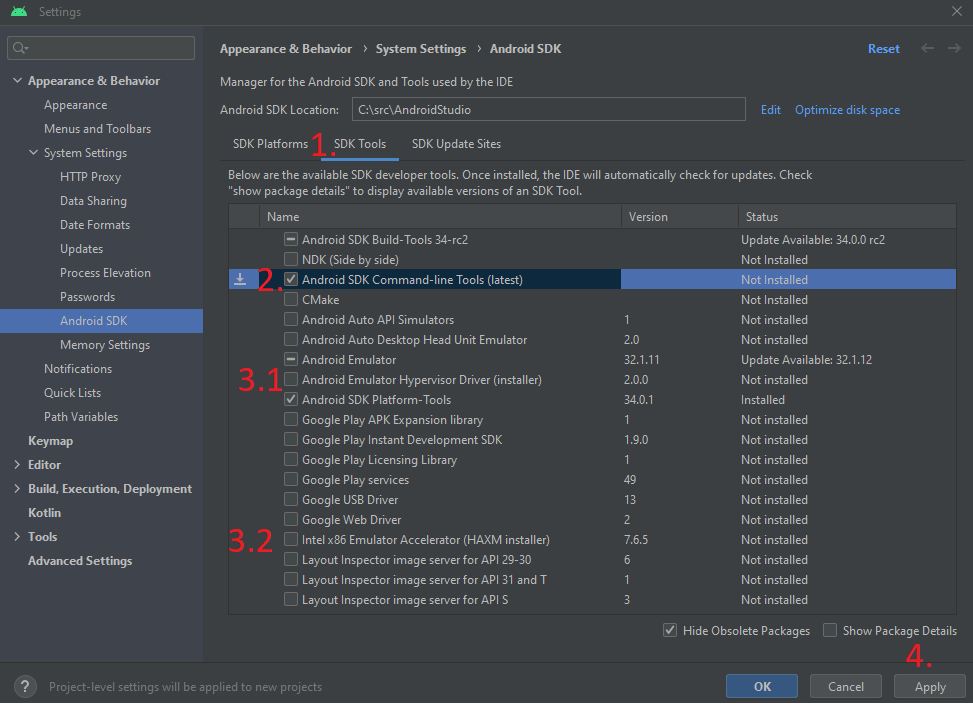 Settings
Appearance & Behavior › System Settings › Android SDK
Reset
Appearance & Behavior
Appearance
Menus and Toolbars
System Settings
HTTP Proxy
Data Sharing
Date Formats
Updates
Process Elevation
Passwords
Android SDK
Memory Settings
Notifications
Quick Lists
Path Variables
Keymap
Editor
Build, Execution, Deployment
Kotlin
Tools
Advanced Settings
Manager for the Android SDK and Tools used by the IDE
Android SDK Location: C:\src\AndroidStudio Edit Optimize disk space
SDK Platforms 1. SDK Tools SDK Update Sites
Below are the available SDK developer tools. Once installed, the IDE will automatically check for updates. Check
"show package details" to display available versions of an SDK Tool.
Name Version Status
Android SDK Build-Tools 34-rc2 Update Available: 34.0.0 rc2
NDK (Side by side) Not Installed
2. Android SDK Command-line Tools (latest) Not Installed
CMake Not Installed
Android Auto API Simulators 1 Not installed
Android Auto Desktop Head Unit Emulator 2.0 Not installed
Android Emulator 32.1.11 Update Available: 32.1.12
3.1 Android Emulator Hypervisor Driver (installer) 2.0.0 Not installed
Android SDK Platform-Tools 34.0.1 Installed
Google Play APK Expansion library 1 Not installed
Google Play Instant Development SDK 1.9.0 Not installed
Google Play Licensing Library 1 Not installed
Google Play services 49 Not installed
Google USB Driver 13 Not installed
Google Web Driver 2 Not installed
3.2 Intel x86 Emulator Accelerator (HAXM installer) 7.6.5 Not installed
Layout Inspector image server for API 29-30 6 Not installed
Layout Inspector image server for API 31 and T 1 Not installed
Layout Inspector image server for API S 3 Not installed
Hide Obsolete Packages Show Package Details
4.
? Project-level settings will be applied to new projects
OK Cancel Apply